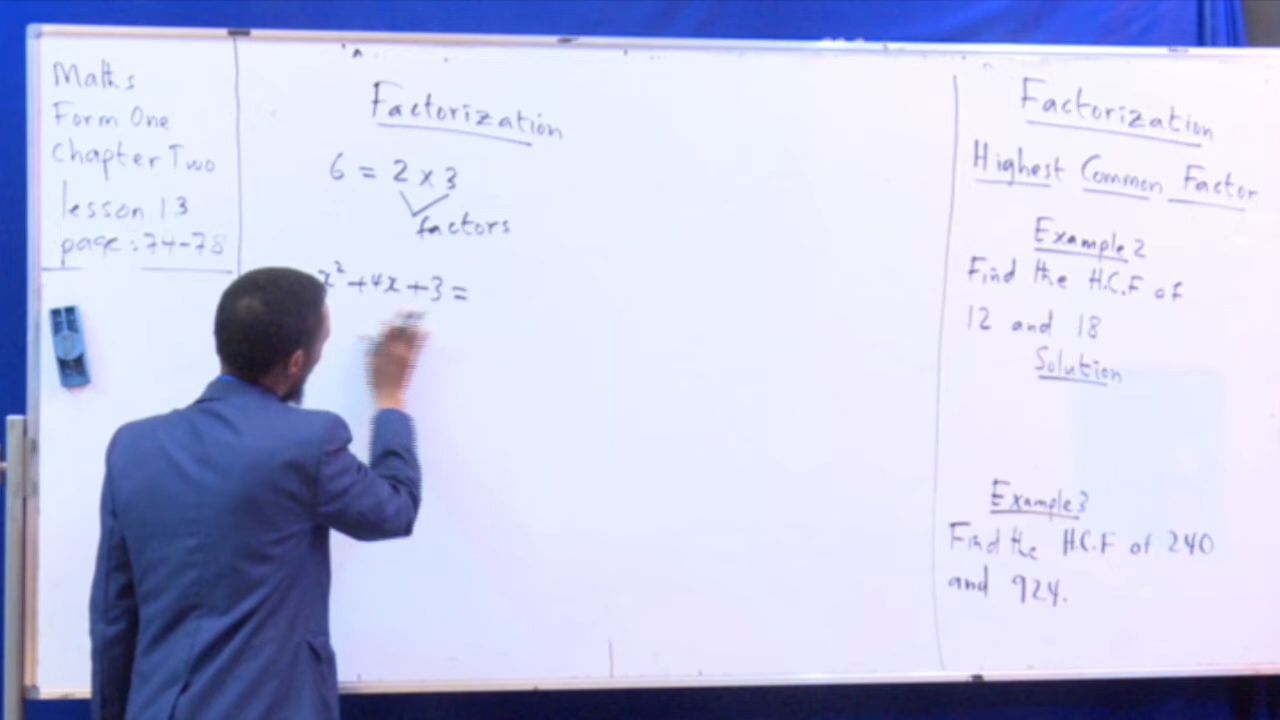 Maths
Form One
Chapter Two
lesson 13
page: 74-78
Factorization
6 = 2 × 3
factors
x² + 4x + 3 =
Factorization
Highest Common Factor
Example 2
Find the H.C.F of
12 and 18
Solution
Example 3
Find the H.C.F of 240
and 924.